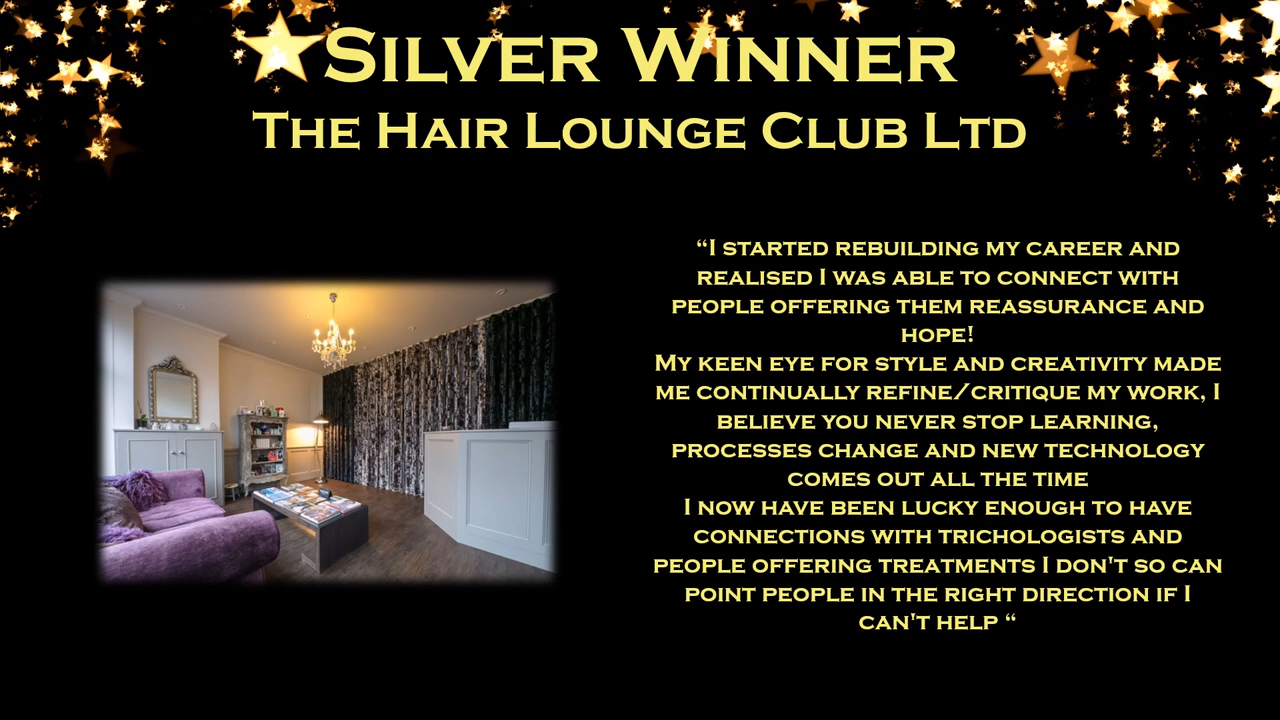 Silver Winner
The Hair Lounge Club Ltd
“I started rebuilding my career and
realised I was able to connect with
people offering them reassurance and
hope!
My keen eye for style and creativity made
me continually refine/critique my work, I
believe you never stop learning,
processes change and new technology
comes out all the time
I now have been lucky enough to have
connections with trichologists and
people offering treatments I don't so can
point people in the right direction if I
can't help “